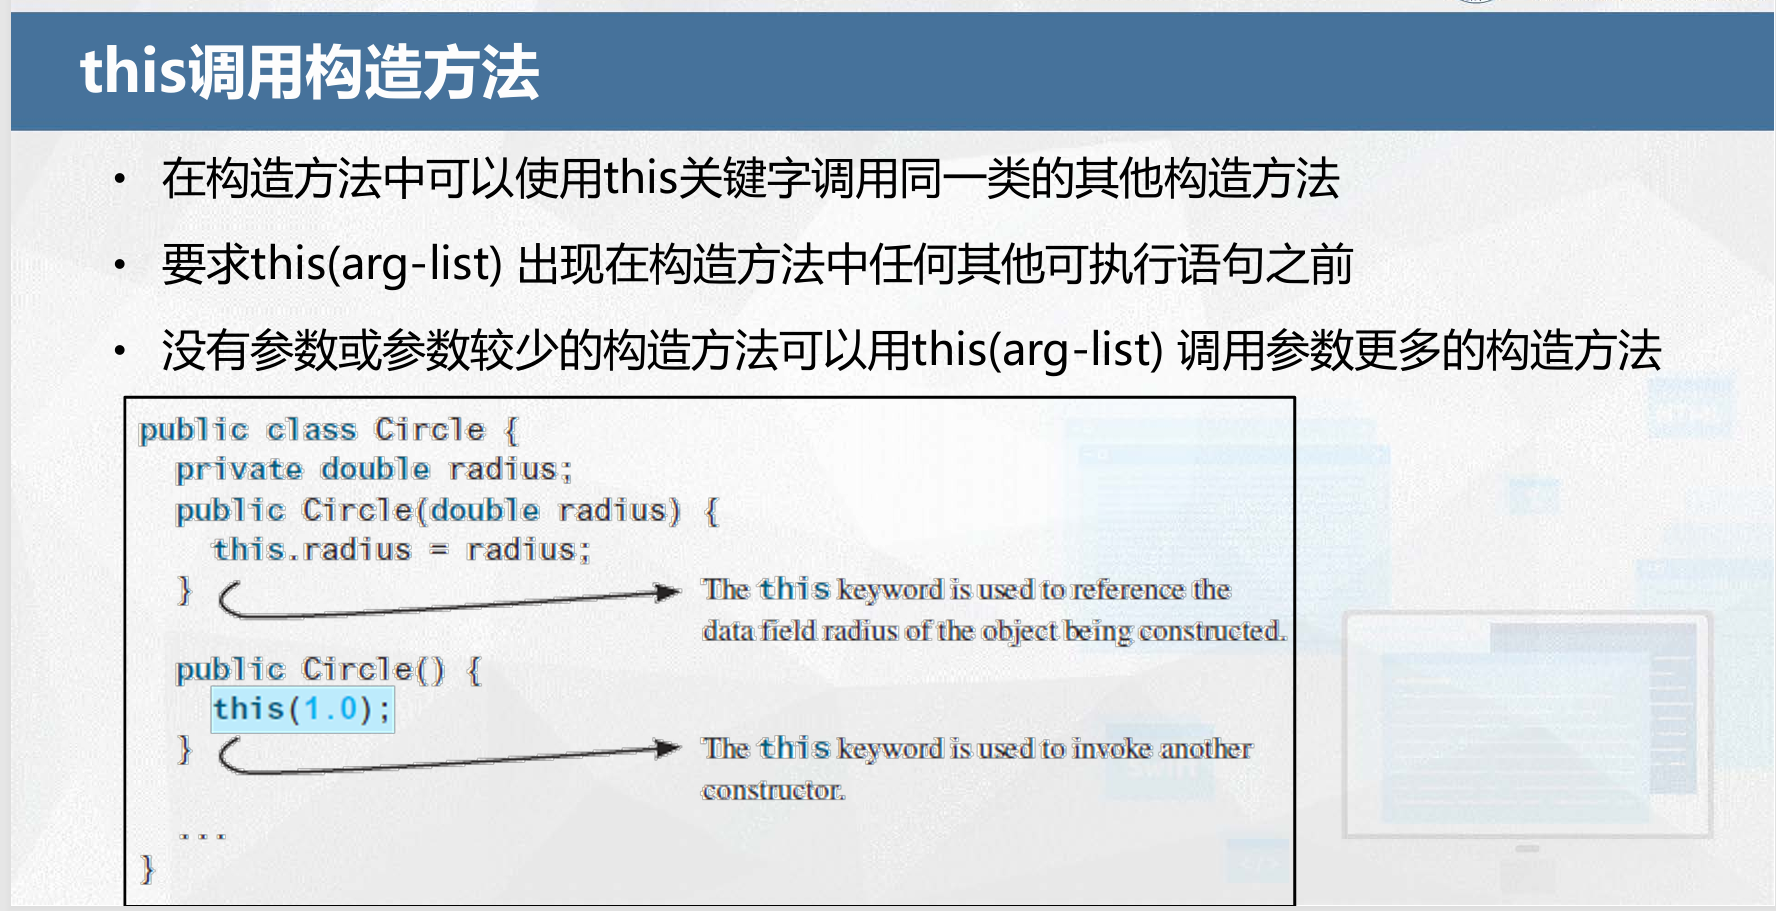 this调用构造方法
• 在构造方法中可以使用this关键字调用同一类的其他构造方法
• 要求this(arg-list) 出现在构造方法中任何其他可执行语句之前
• 没有参数或参数较少的构造方法可以用this(arg-list) 调用参数更多的构造方法
public class Circle {
private double radius;
public Circle(double radius) {
this.radius = radius;
}
The this keyword is used to reference the
data field radius of the object being constructed.
public Circle() {
this(1.0);
}
The this keyword is used to invoke another
constructor.
...
}